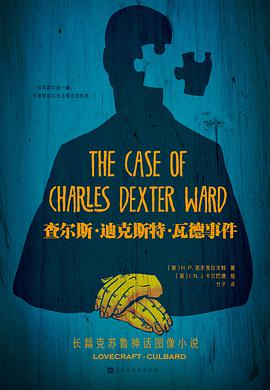 THE CASE OF
CHARLES DEXTER WARD
查尔斯·迪克斯特·瓦德事件
[美] H. P. 洛夫克拉夫特 著
[英] I. N. J. 卡尔巴德 绘
竹子 译
长篇克苏鲁神话图像小说
LOVECRAFT - CULBARD